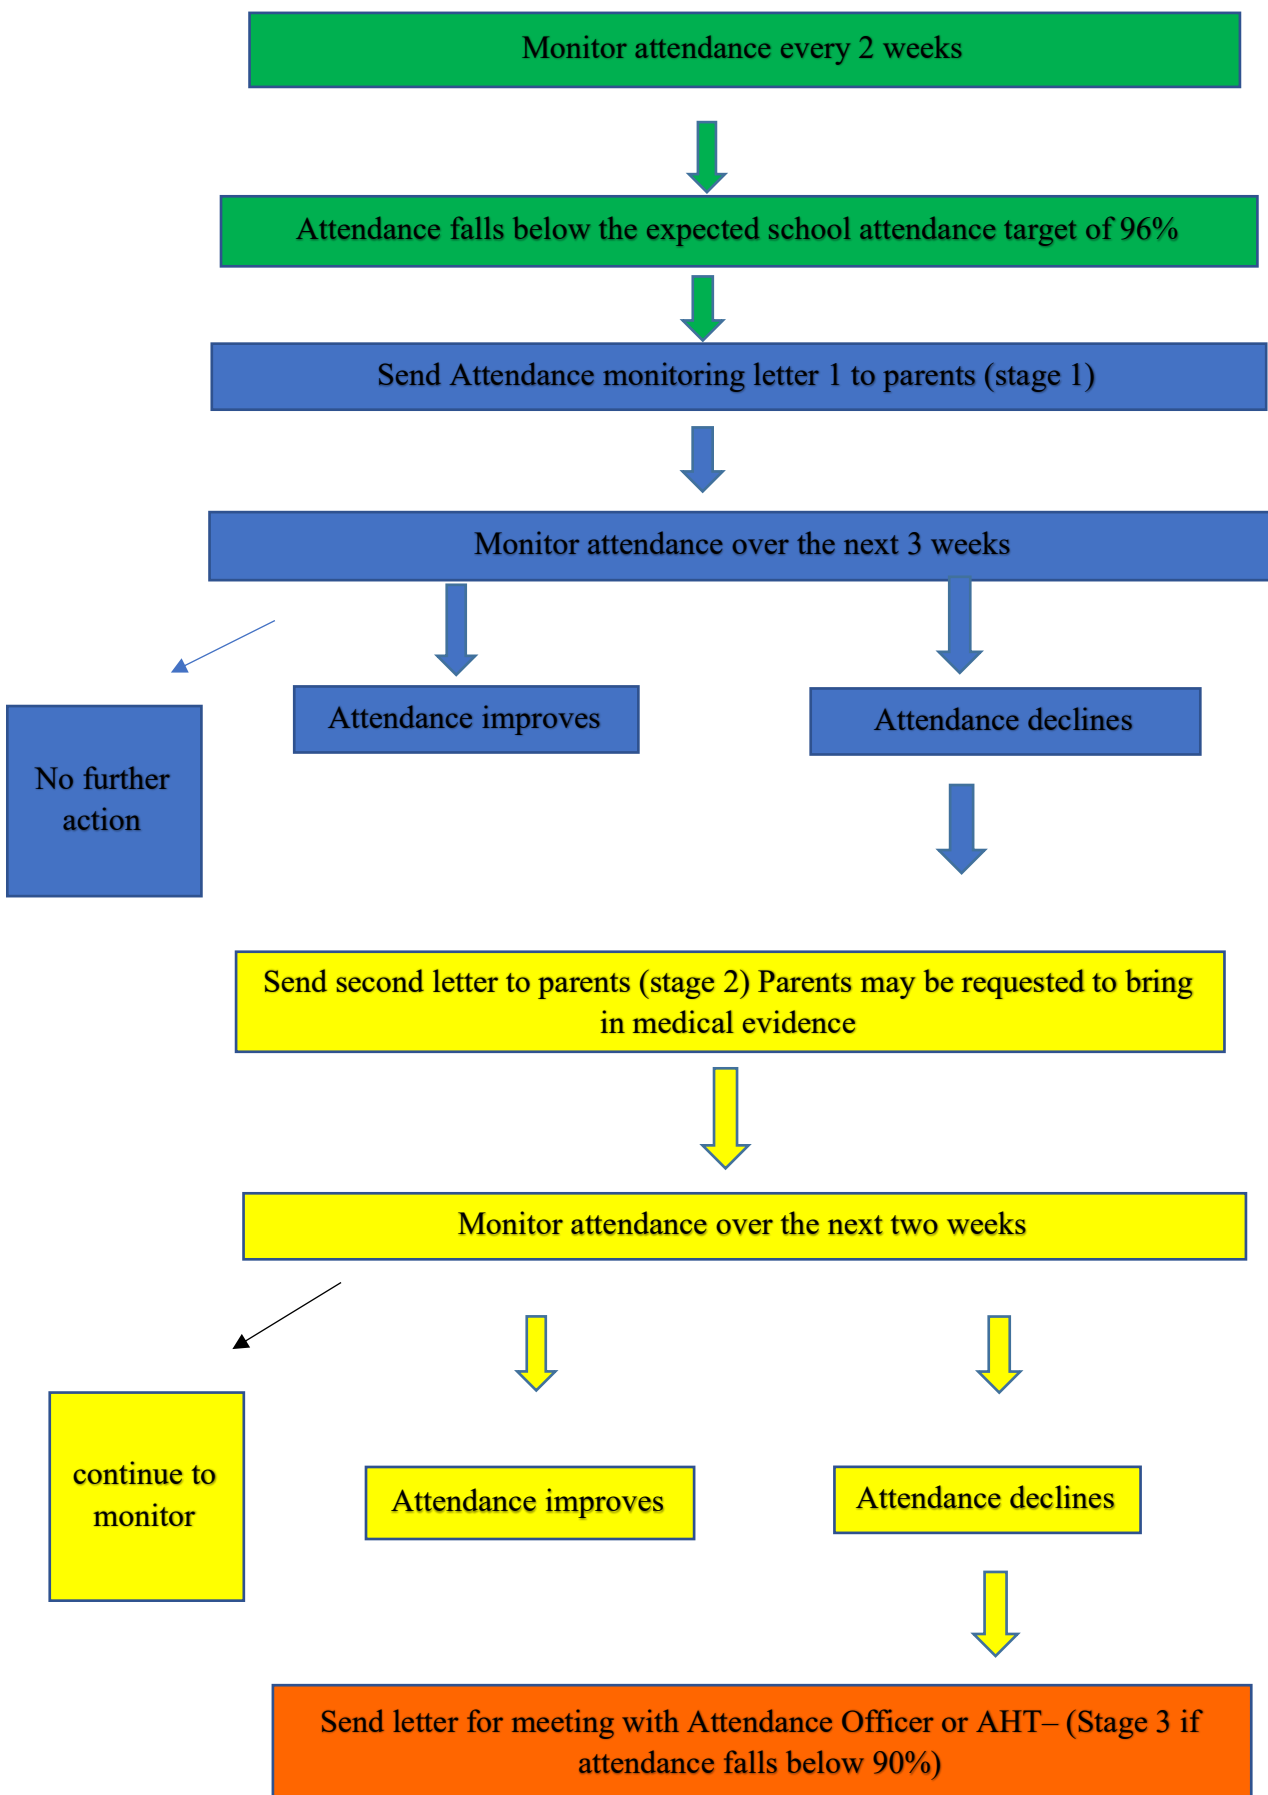 Monitor attendance every 2 weeks
Attendance falls below the expected school attendance target of 96%
Send Attendance monitoring letter 1 to parents (stage 1)
Monitor attendance over the next 3 weeks
Attendance improves
Attendance declines
No further
action
Send second letter to parents (stage 2) Parents may be requested to bring
in medical evidence
Monitor attendance over the next two weeks
continue to
monitor
Attendance improves
Attendance declines
Send letter for meeting with Attendance Officer or AHT– (Stage 3 if
attendance falls below 90%)